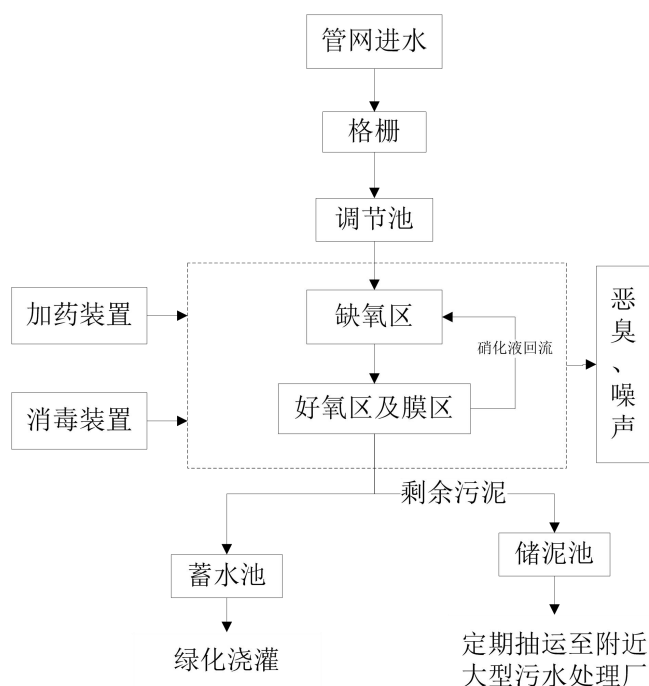 管网进水
格栅
调节池
加药装置
缺氧区
硝化液回流
恶臭、噪声
消毒装置
好氧区及膜区
剩余污泥
蓄水池
储泥池
绿化浇灌
定期抽运至附近
大型污水处理厂